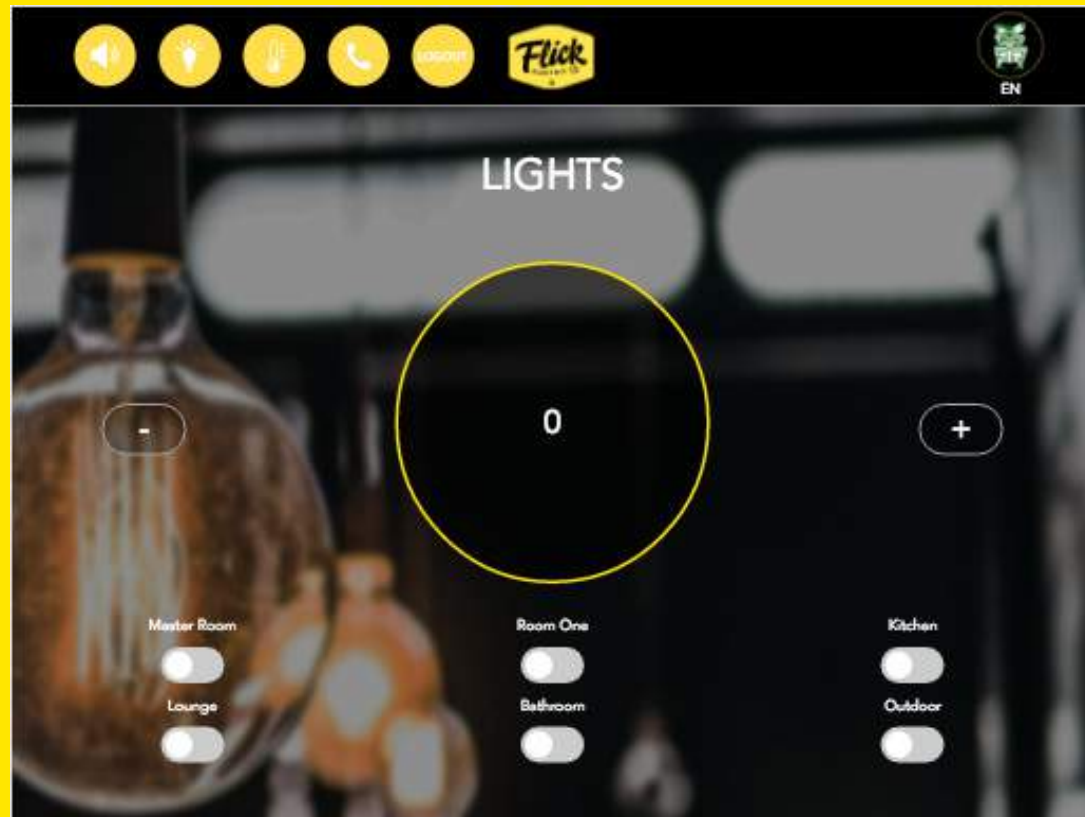 LOGOUT
Flick
EN
LIGHTS
-
0
+
Master Room
Room One
Kitchen
Lounge
Bathroom
Outdoor